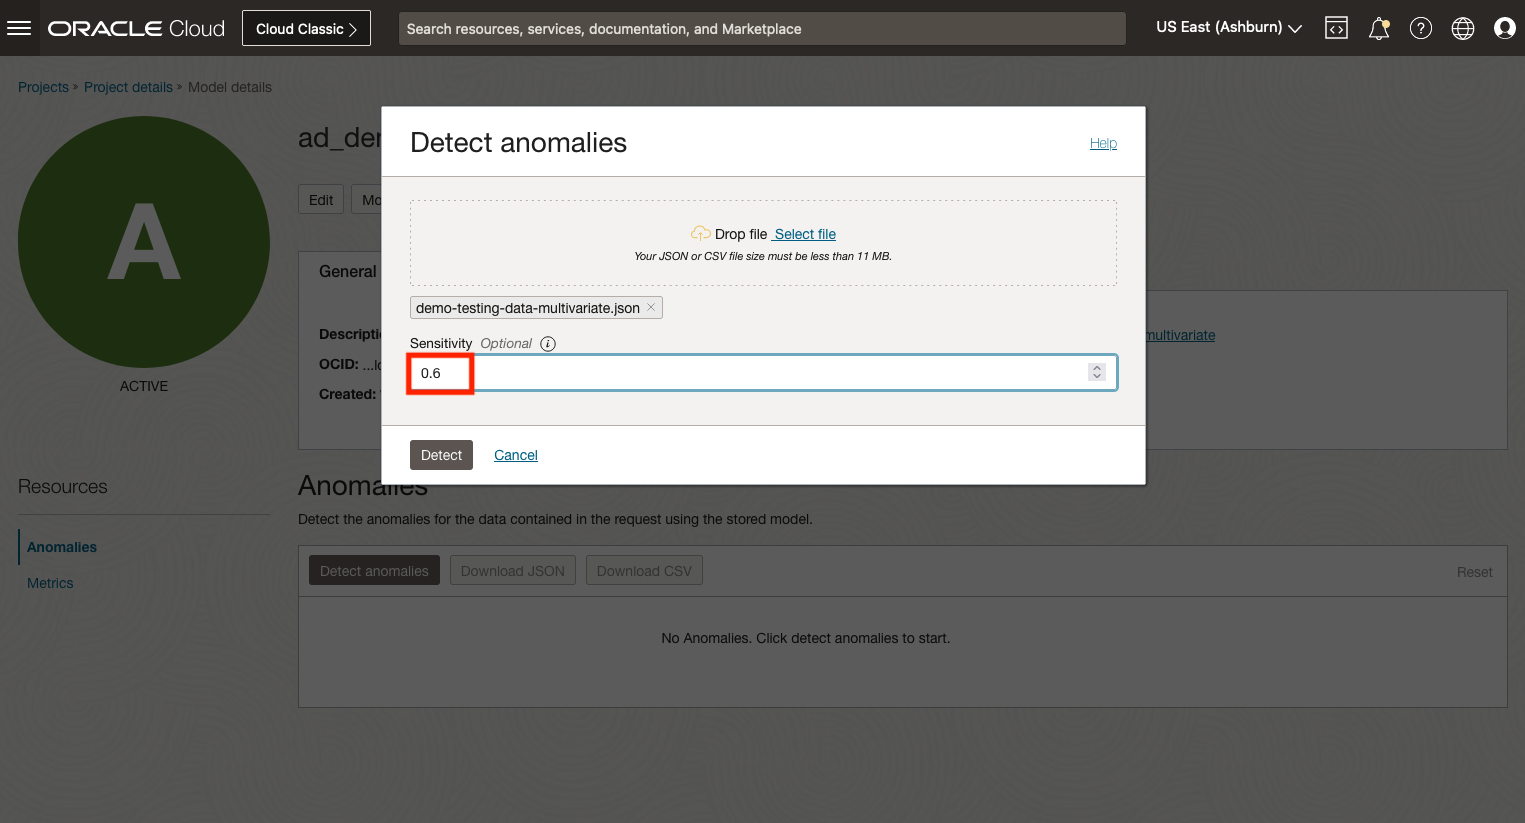 ORACLE Cloud
Cloud Classic
Search resources, services, documentation, and Marketplace
US East (Ashburn)
Projects » Project details » Model details
A
ACTIVE
ad_de
Edit
Mo
General
OCID: ...
Created:
multivariate
Detect anomalies
Help
Drop file Select file
Your JSON or CSV file size must be less than 11 MB.
demo-testing-data-multivariate.json
Sensitivity Optional
0.6
Detect
Cancel
Resources
Anomalies
Metrics
Anomalies
Detect the anomalies for the data contained in the request using the stored model.
Detect anomalies
Download JSON
Download CSV
Reset
No Anomalies. Click detect anomalies to start.